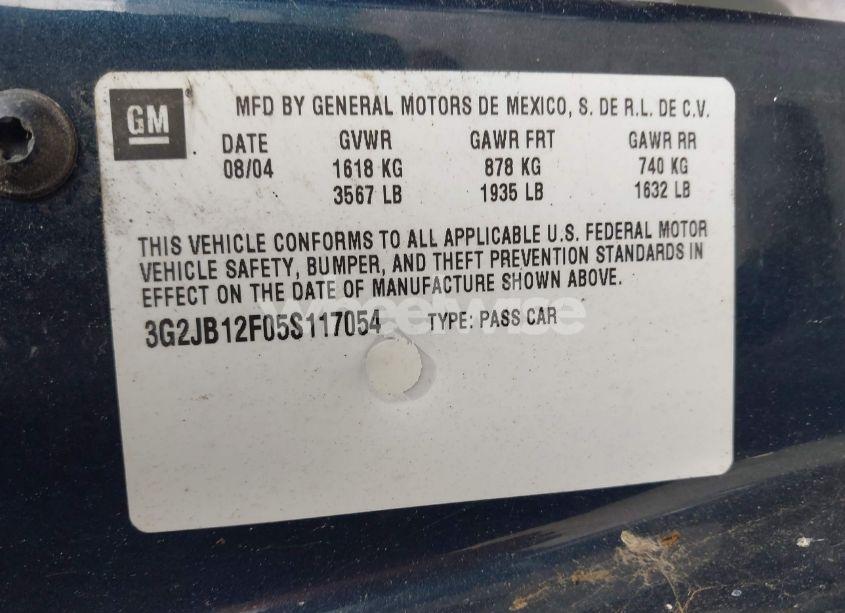 GM ® MFD BY GENERAL MOTORS DE MEXICO, S. DE R.L. DE C.V.
DATE GVWR GAWR FRT GAWR RR
08/04 1618 KG 878 KG 740 KG
3567 LB 1935 LB 1632 LB
THIS VEHICLE CONFORMS TO ALL APPLICABLE U.S. FEDERAL MOTOR
VEHICLE SAFETY, BUMPER, AND THEFT PREVENTION STANDARDS IN
EFFECT ON THE DATE OF MANUFACTURE SHOWN ABOVE.
Wheelwise
3G2JB12F05S117054 TYPE: PASS CAR